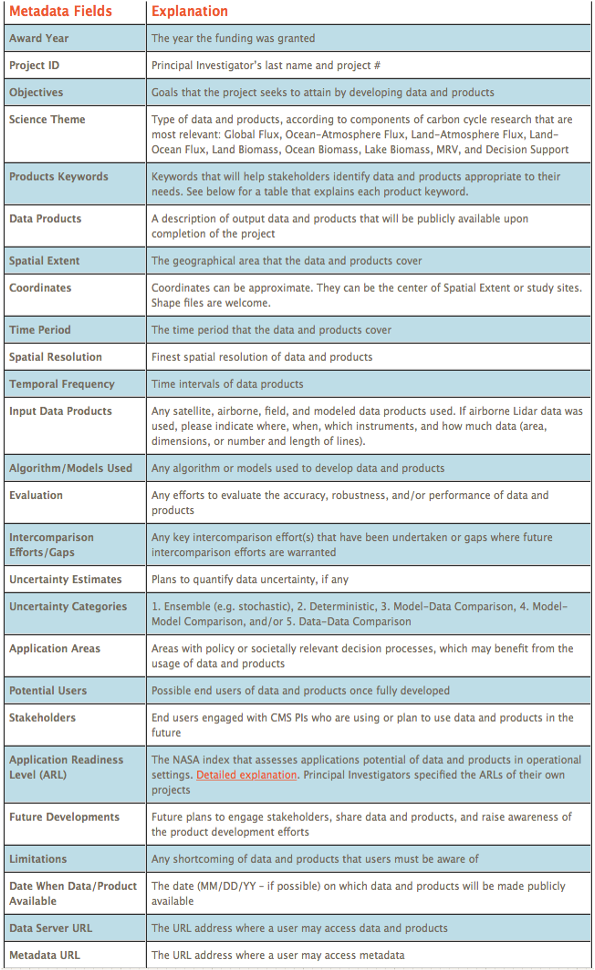 Metadata Fields Explanation
Award Year The year the funding was granted
Project ID Principal Investigator's last name and project #
Objectives Goals that the project seeks to attain by developing data and products
Science Theme Type of data and products, according to components of carbon cycle research that are
most relevant: Global Flux, Ocean-Atmosphere Flux, Land-Atmosphere Flux, Land-
Ocean Flux, Land Biomass, Ocean Biomass, Lake Biomass, MRV, and Decision Support
Products Keywords Keywords that will help stakeholders identify data and products appropriate to their
needs. See below for a table that explains each product keyword.
Data Products A description of output data and products that will be publicly available upon
completion of the project
Spatial Extent The geographical area that the data and products cover
Coordinates Coordinates can be approximate. They can be the center of Spatial Extent or study sites.
Shape files are welcome.
Time Period The time period that the data and products cover
Spatial Resolution Finest spatial resolution of data and products
Temporal Frequency Time intervals of data products
Input Data Products Any satellite, airborne, field, and modeled data products used. If airborne Lidar data was
used, please indicate where, when, which instruments, and how much data (area,
dimensions, or number and length of lines).
Algorithm/Models Used Any algorithm or models used to develop data and products
Evaluation Any efforts to evaluate the accuracy, robustness, and/or performance of data and
products
Intercomparison Any key intercomparison effort(s) that have been undertaken or gaps where future
Efforts/Gaps intercomparison efforts are warranted
Uncertainty Estimates Plans to quantify data uncertainty, if any
Uncertainty Categories 1. Ensemble (e.g. stochastic), 2. Deterministic, 3. Model-Data Comparison, 4. Model-
Model Comparison, and/or 5. Data-Data Comparison
Application Areas Areas with policy or societally relevant decision processes, which may benefit from the
usage of data and products
Potential Users Possible end users of data and products once fully developed
Stakeholders End users engaged with CMS PIs who are using or plan to use data and products in the
future
Application Readiness The NASA index that assesses applications potential of data and products in operational
Level (ARL) settings. Detailed explanation. Principal Investigators specified the ARLs of their own
projects
Future Developments Future plans to engage stakeholders, share data and products, and raise awareness of
the product development efforts
Limitations Any shortcoming of data and products that users must be aware of
Date When Data/Product The date (MM/DD/YY - if possible) on which data and products will be made publicly
Available available
Data Server URL The URL address where a user may access data and products
Metadata URL The URL address where a user may access metadata